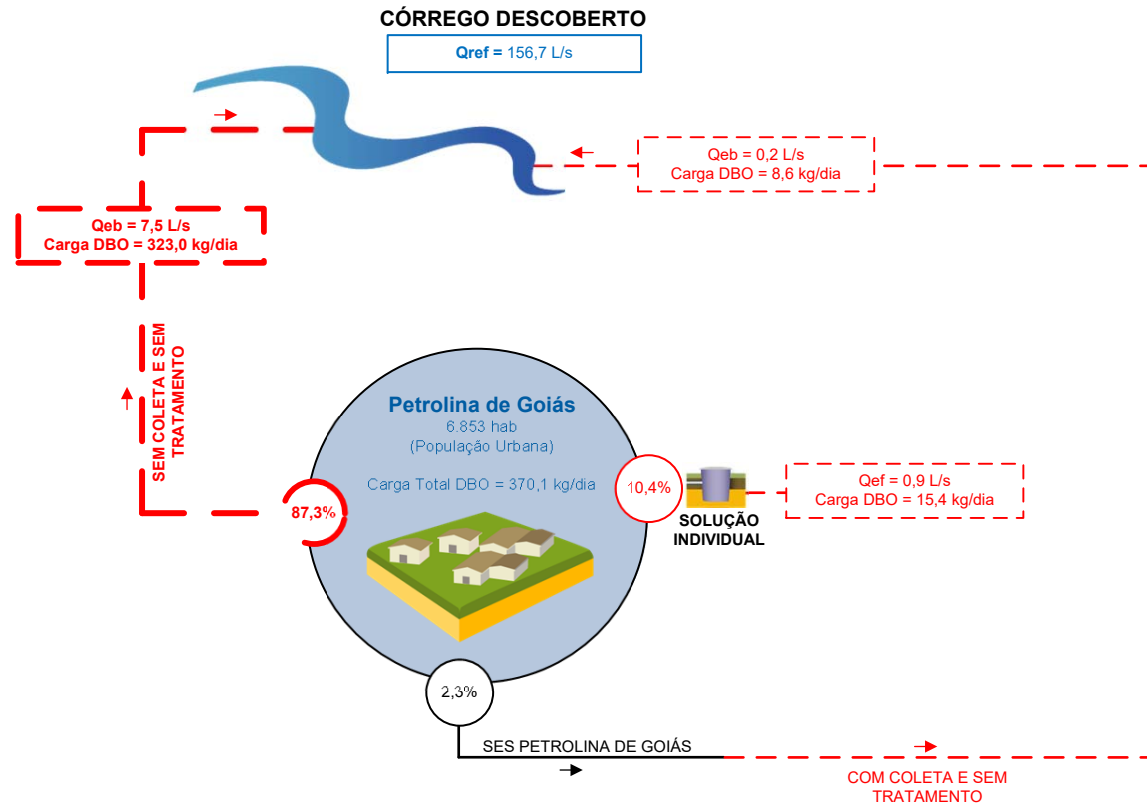 CÓRREGO DESCOBERTO
Qref = 156,7 L/s
Qeb = 0,2 L/s
Carga DBO = 8,6 kg/dia
Qeb = 7,5 L/s
Carga DBO = 323,0 kg/dia
SEM COLETA E SEM
TRATAMENTO
Petrolina de Goiás
6.853 hab
(População Urbana)
Carga Total DBO = 370,1 kg/dia
87,3%
10,4%
SOLUÇÃO
INDIVIDUAL
Qef = 0,9 L/s
Carga DBO = 15,4 kg/dia
2,3%
SES PETROLINA DE GOIÁS
COM COLETA E SEM
TRATAMENTO